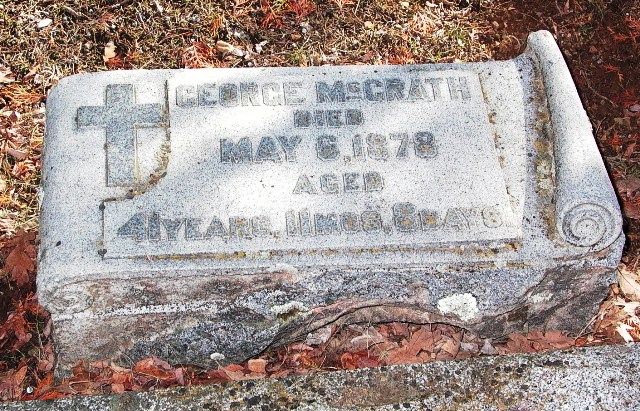 GEORGE McGRATH
DIED
MAY 6, 1878
AGED
41 YEARS, 11 MOS, 8 DAYS